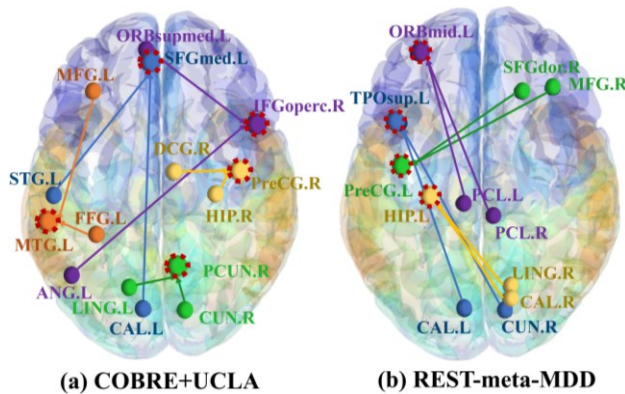 ORBsupmed.L
SFGmed.L
MFG.L
IFGoperc.R
DCG.R
PreCG.R
STG.L
HIP.R
FFG.L
MTG.L
PCUN.R
ANG.L
LING.L
CAL.L
CUN.R
(a) COBRE+UCLA
ORBmid.L
SFGdor.R
MFG.R
TPOsup.L
PreCG.L
HIP.L
PCL.L
PCL.R
LING.R
CAL.R
CAL.L
CUN.R
(b) REST-meta-MDD